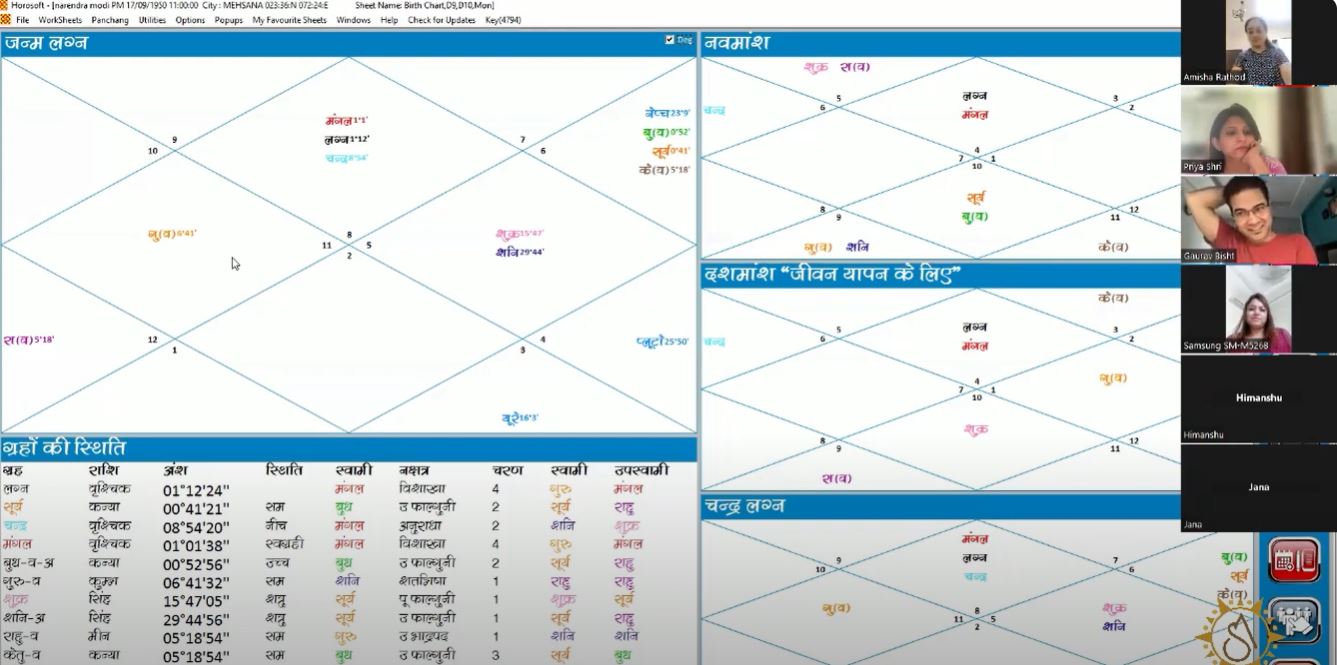 Horosoft - [narendra modi PM 17/09/1950 11:00:00 City : MEHSANA 023:36:N 072:24:E Sheet Name: Birth Chart,D9,D10,Mon]
File WorkSheets Panchang Utilities Options Popups My Favourite Sheets Windows Help Check for Updates Key(4794)
जन्म लग्न
Deg
9
10
मंगल1°1'
लग्न1°12'
चन्द्र8°54'
7
6
नेप्च23°9'
बु(व)0°52'
सूर्य0°41'
के(व)5°18'
गु(व)6°41'
8
11
5
2
शुक्र15°47'
शनि29°44'
रा(व)5°18'
12
1
4
3
प्लूटो25°50'
यूरे16°3'
ग्रहों की स्थिति
ग्रह राशि अंश स्थिति स्वामी नक्षत्र चरण स्वामी उपस्वामी
लग्न वृश्चिक 01°12'24" मंगल विशाखा 4 गुरु मंगल
सूर्य कन्या 00°41'21" सम बुध उ फाल्गुनी 2 सूर्य राहु
चन्द्र वृश्चिक 08°54'20" नीच मंगल अनुराधा 2 शनि शुक्र
मंगल वृश्चिक 01°01'38" स्वग्रही मंगल विशाखा 4 गुरु मंगल
बुध-व-अ कन्या 00°52'56" उच्च बुध उ फाल्गुनी 2 सूर्य राहु
गुरु-व कुम्भ 06°41'32" सम शनि शतभिषा 1 राहु राहु
शुक्र सिंह 15°47'05" शत्रु सूर्य पू फाल्गुनी 1 शुक्र सूर्य
शनि-अ सिंह 29°44'56" शत्रु सूर्य उ फाल्गुनी 1 सूर्य राहु
राहु-व मीन 05°18'54" सम गुरु उ भाद्रपद 1 शनि शनि
केतु-व कन्या 05°18'54" सम बुध उ फाल्गुनी 3 सूर्य बुध
नवमांश
शुक्र रा(व)
5
6
चन्द्र
लग्न
मंगल
3
2
4
7
1
10
सूर्य
बु(व)
8
9
12
11
गु(व) शनि
के(व)
दशमांश "जीवन यापन के लिए"
के(व)
5
6
चन्द्र
लग्न
मंगल
3
2
गु(व)
4
7
1
10
शुक्र
8
9
12
11
रा(व)
चन्द्र लग्न
9
10
मंगल
लग्न
चन्द्र
7
6
बु(व)
सूर्य
के(व)
गु(व)
8
11
5
2
शुक्र
शनि
Amisha Rathod
Priya Shri
Gaurav Bisht
Samsung SM-M526B
Himanshu
Himanshu
Jana
Jana